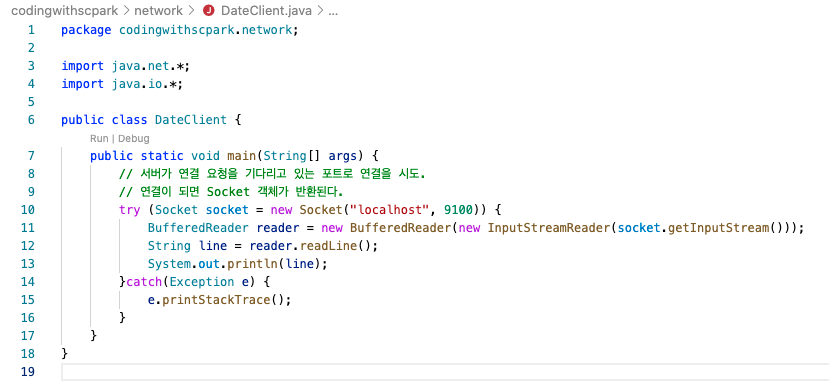 codingwithscpark > network > J DateClient.java > ...
1 package codingwithscpark.network;
2
3 import java.net.*;
4 import java.io.*;
5
6 public class DateClient {
Run | Debug
7     public static void main(String[] args) {
8         // 서버가 연결 요청을 기다리고 있는 포트로 연결을 시도.
9         // 연결이 되면 Socket 객체가 반환된다.
10         try (Socket socket = new Socket("localhost", 9100)) {
11             BufferedReader reader = new BufferedReader(new InputStreamReader(socket.getInputStream()));
12             String line = reader.readLine();
13             System.out.println(line);
14         }catch(Exception e) {
15             e.printStackTrace();
16         }
17     }
18 }
19